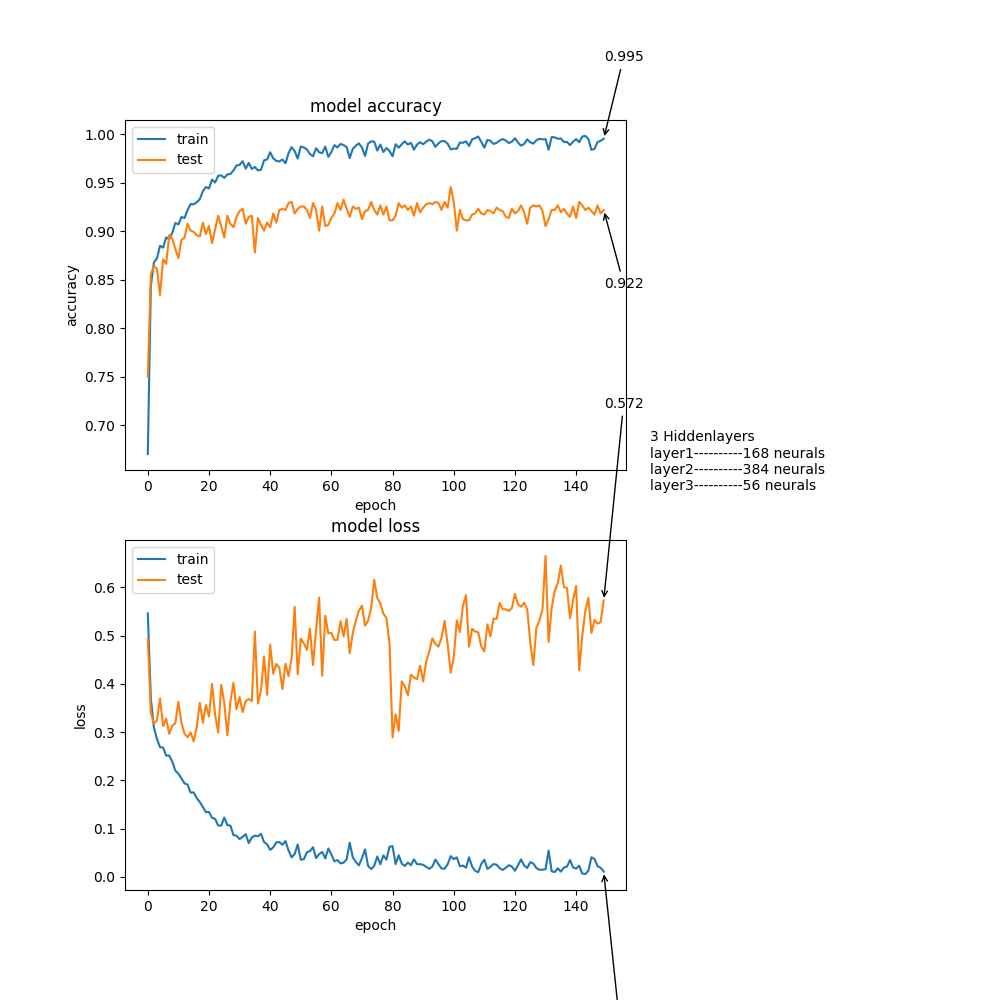 0.995
model accuracy
train
test
1.00
0.95
0.90
0.85
0.80
0.75
0.70
accuracy
0.922
0.572
0
20
40
60
80
100
120
140
epoch
3 Hiddenlayers
layer1----------168 neurals
layer2----------384 neurals
layer3----------56 neurals
model loss
train
test
0.6
0.5
0.4
0.3
0.2
0.1
0.0
loss
0
20
40
60
80
100
120
140
epoch